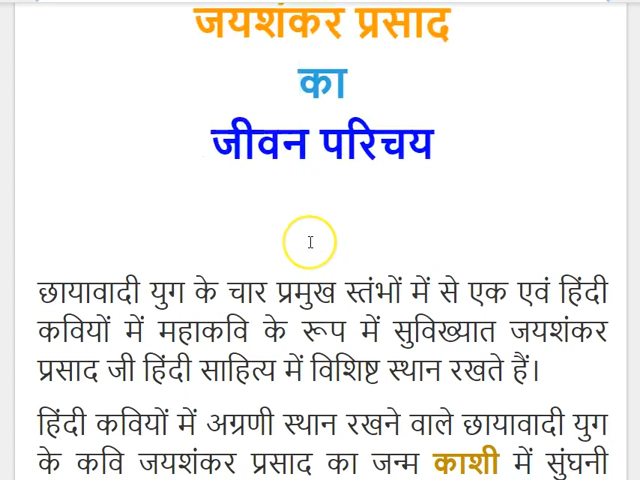 जयशंकर प्रसाद
का
जीवन परिचय
छायावादी युग के चार प्रमुख स्तंभों में से एक एवं हिंदी
कवियों में महाकवि के रूप में सुविख्यात जयशंकर
प्रसाद जी हिंदी साहित्य में विशिष्ट स्थान रखते हैं।
हिंदी कवियों में अग्रणी स्थान रखने वाले छायावादी युग
के कवि जयशंकर प्रसाद का जन्म काशी में सुंघनी